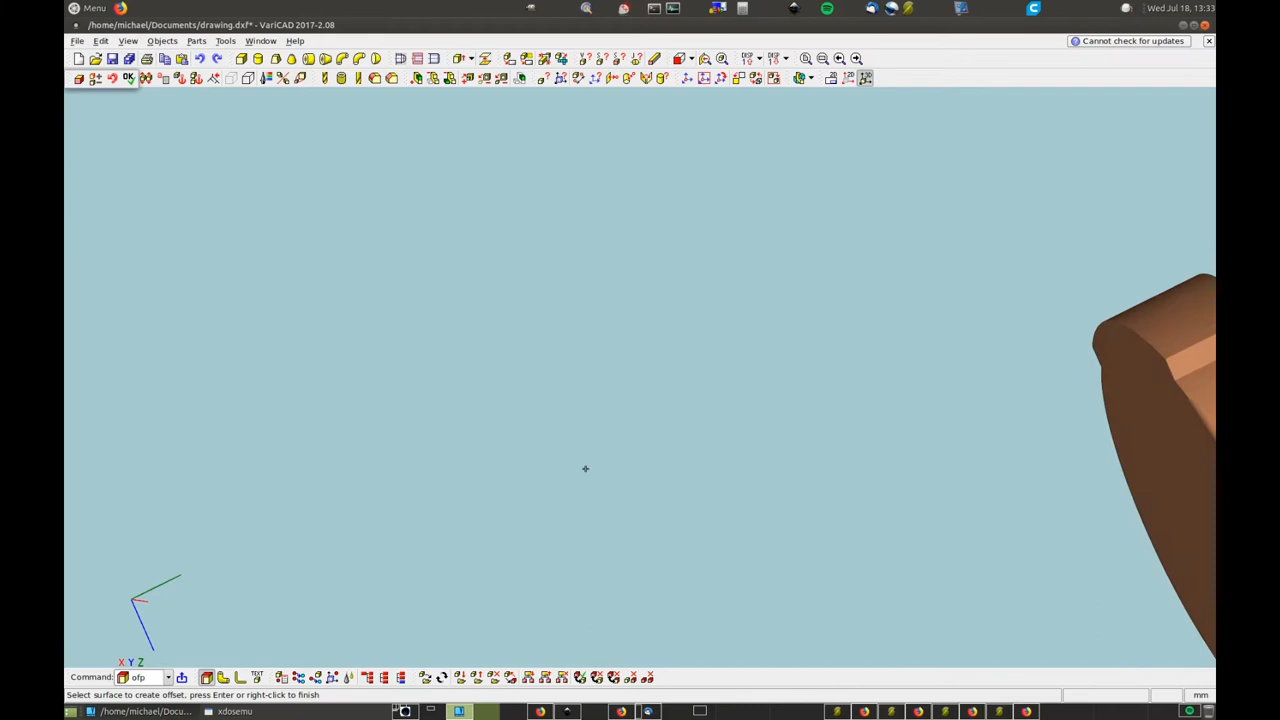 Menu
Wed Jul 18, 13:33
/home/michael/Documents/drawing.dxf* - VariCAD 2017-2.08
File Edit View Objects Parts Tools Window Help
Cannot check for updates
X Y Z
Command: ofp
TEXT
Select surface to create offset, press Enter or right-click to finish
mm
/home/michael/Docu...
xdosemu